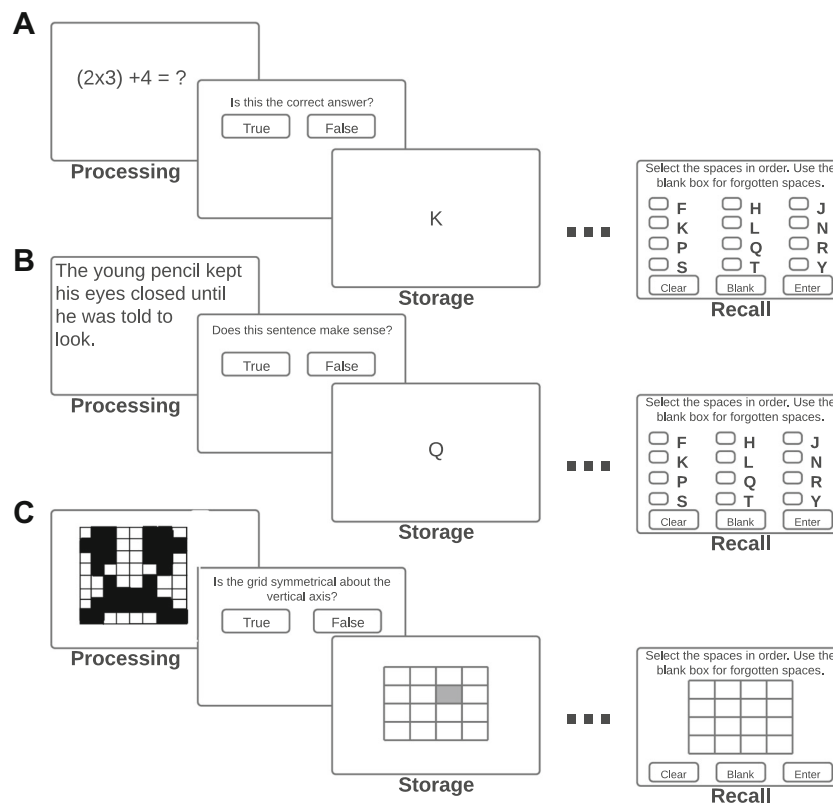 A
(2x3) +4 = ?
Processing
Is this the correct answer?
True False
K
Storage
Select the spaces in order. Use the
blank box for forgotten spaces.
F H J
K L N
P Q R
S T Y
Clear Blank Enter
Recall
B
The young pencil kept
his eyes closed until
he was told to
look.
Processing
Does this sentence make sense?
True False
Q
Storage
Select the spaces in order. Use the
blank box for forgotten spaces.
F H J
K L N
P Q R
S T Y
Clear Blank Enter
Recall
C
Processing
Is the grid symmetrical about the
vertical axis?
True False
Storage
Select the spaces in order. Use the
blank box for forgotten spaces.
Clear Blank Enter
Recall